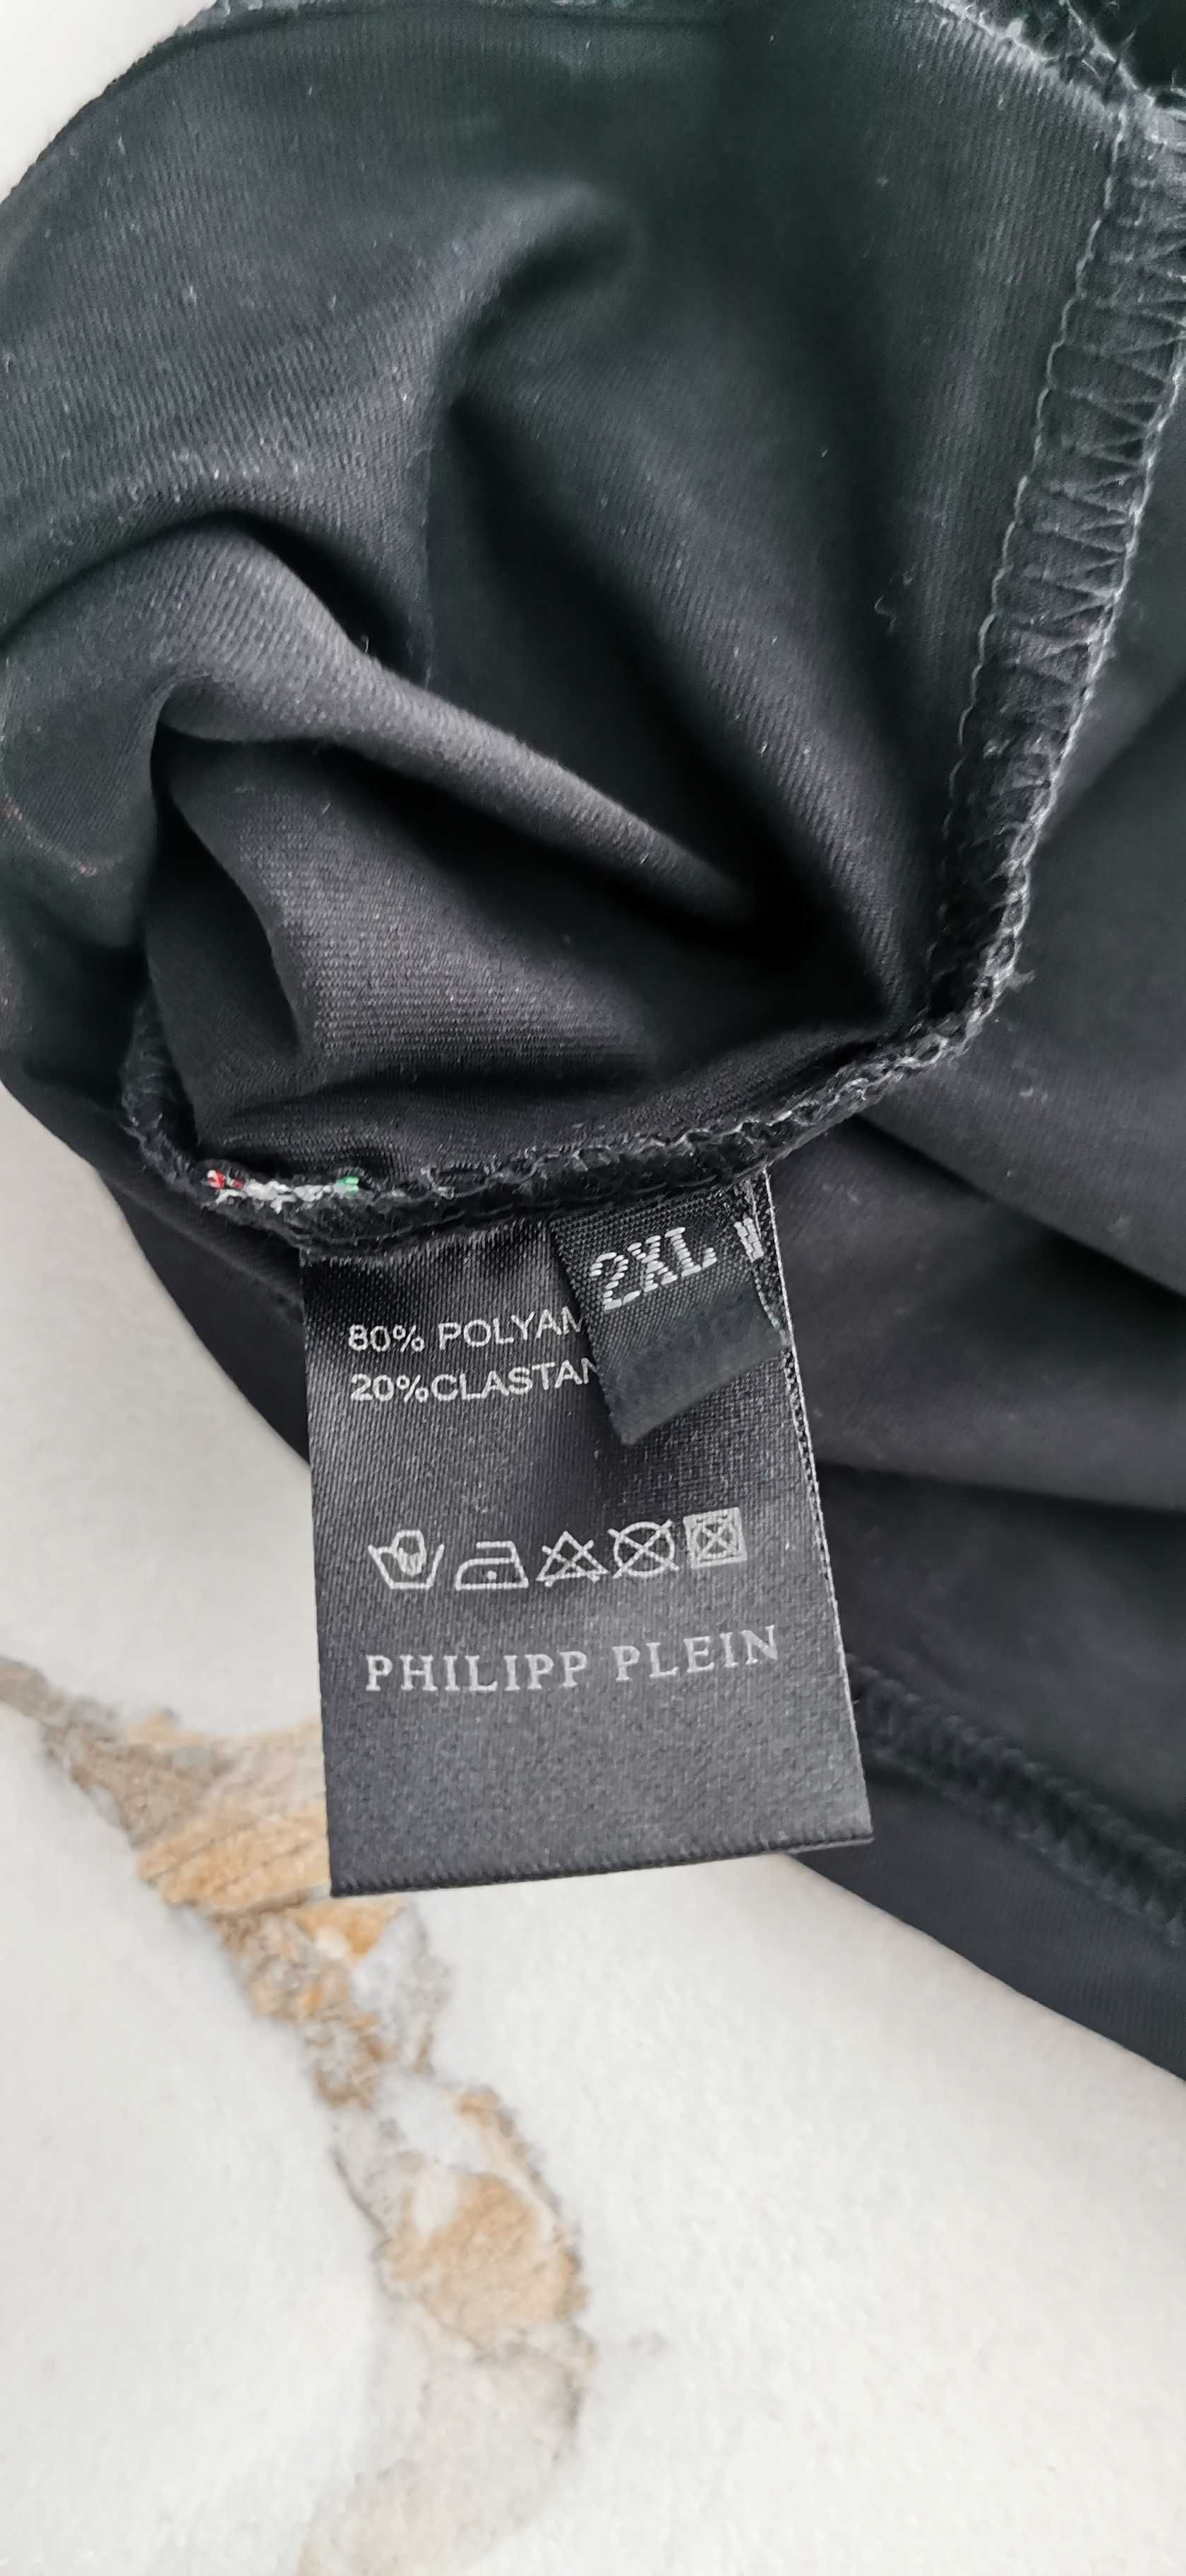 2XL
80% POLYAM
20%CLASTAN
PHILIPP PLEIN